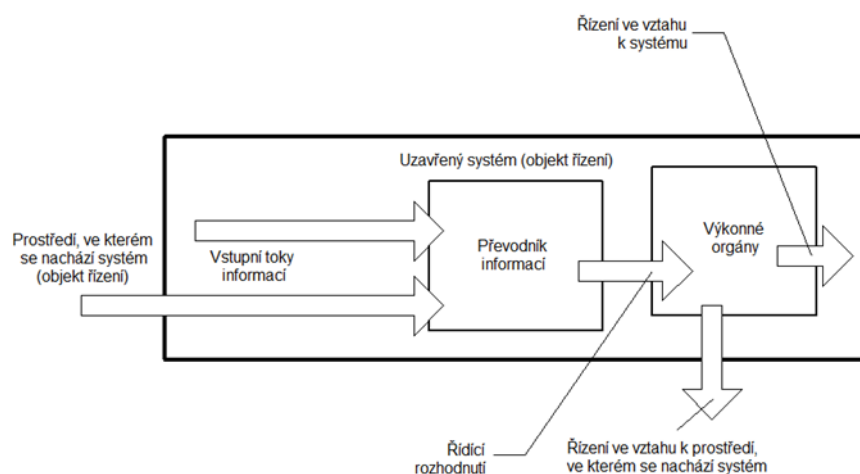 Řízení ve vztahu
k systému
Uzavřený systém (objekt řízení)
Prostředí, ve kterém
se nachází systém
(objekt řízení)
Vstupní toky
informací
Převodník
informací
Výkonné
orgány
Řídící
rozhodnutí
Řízení ve vztahu k prostředí,
ve kterém se nachází systém